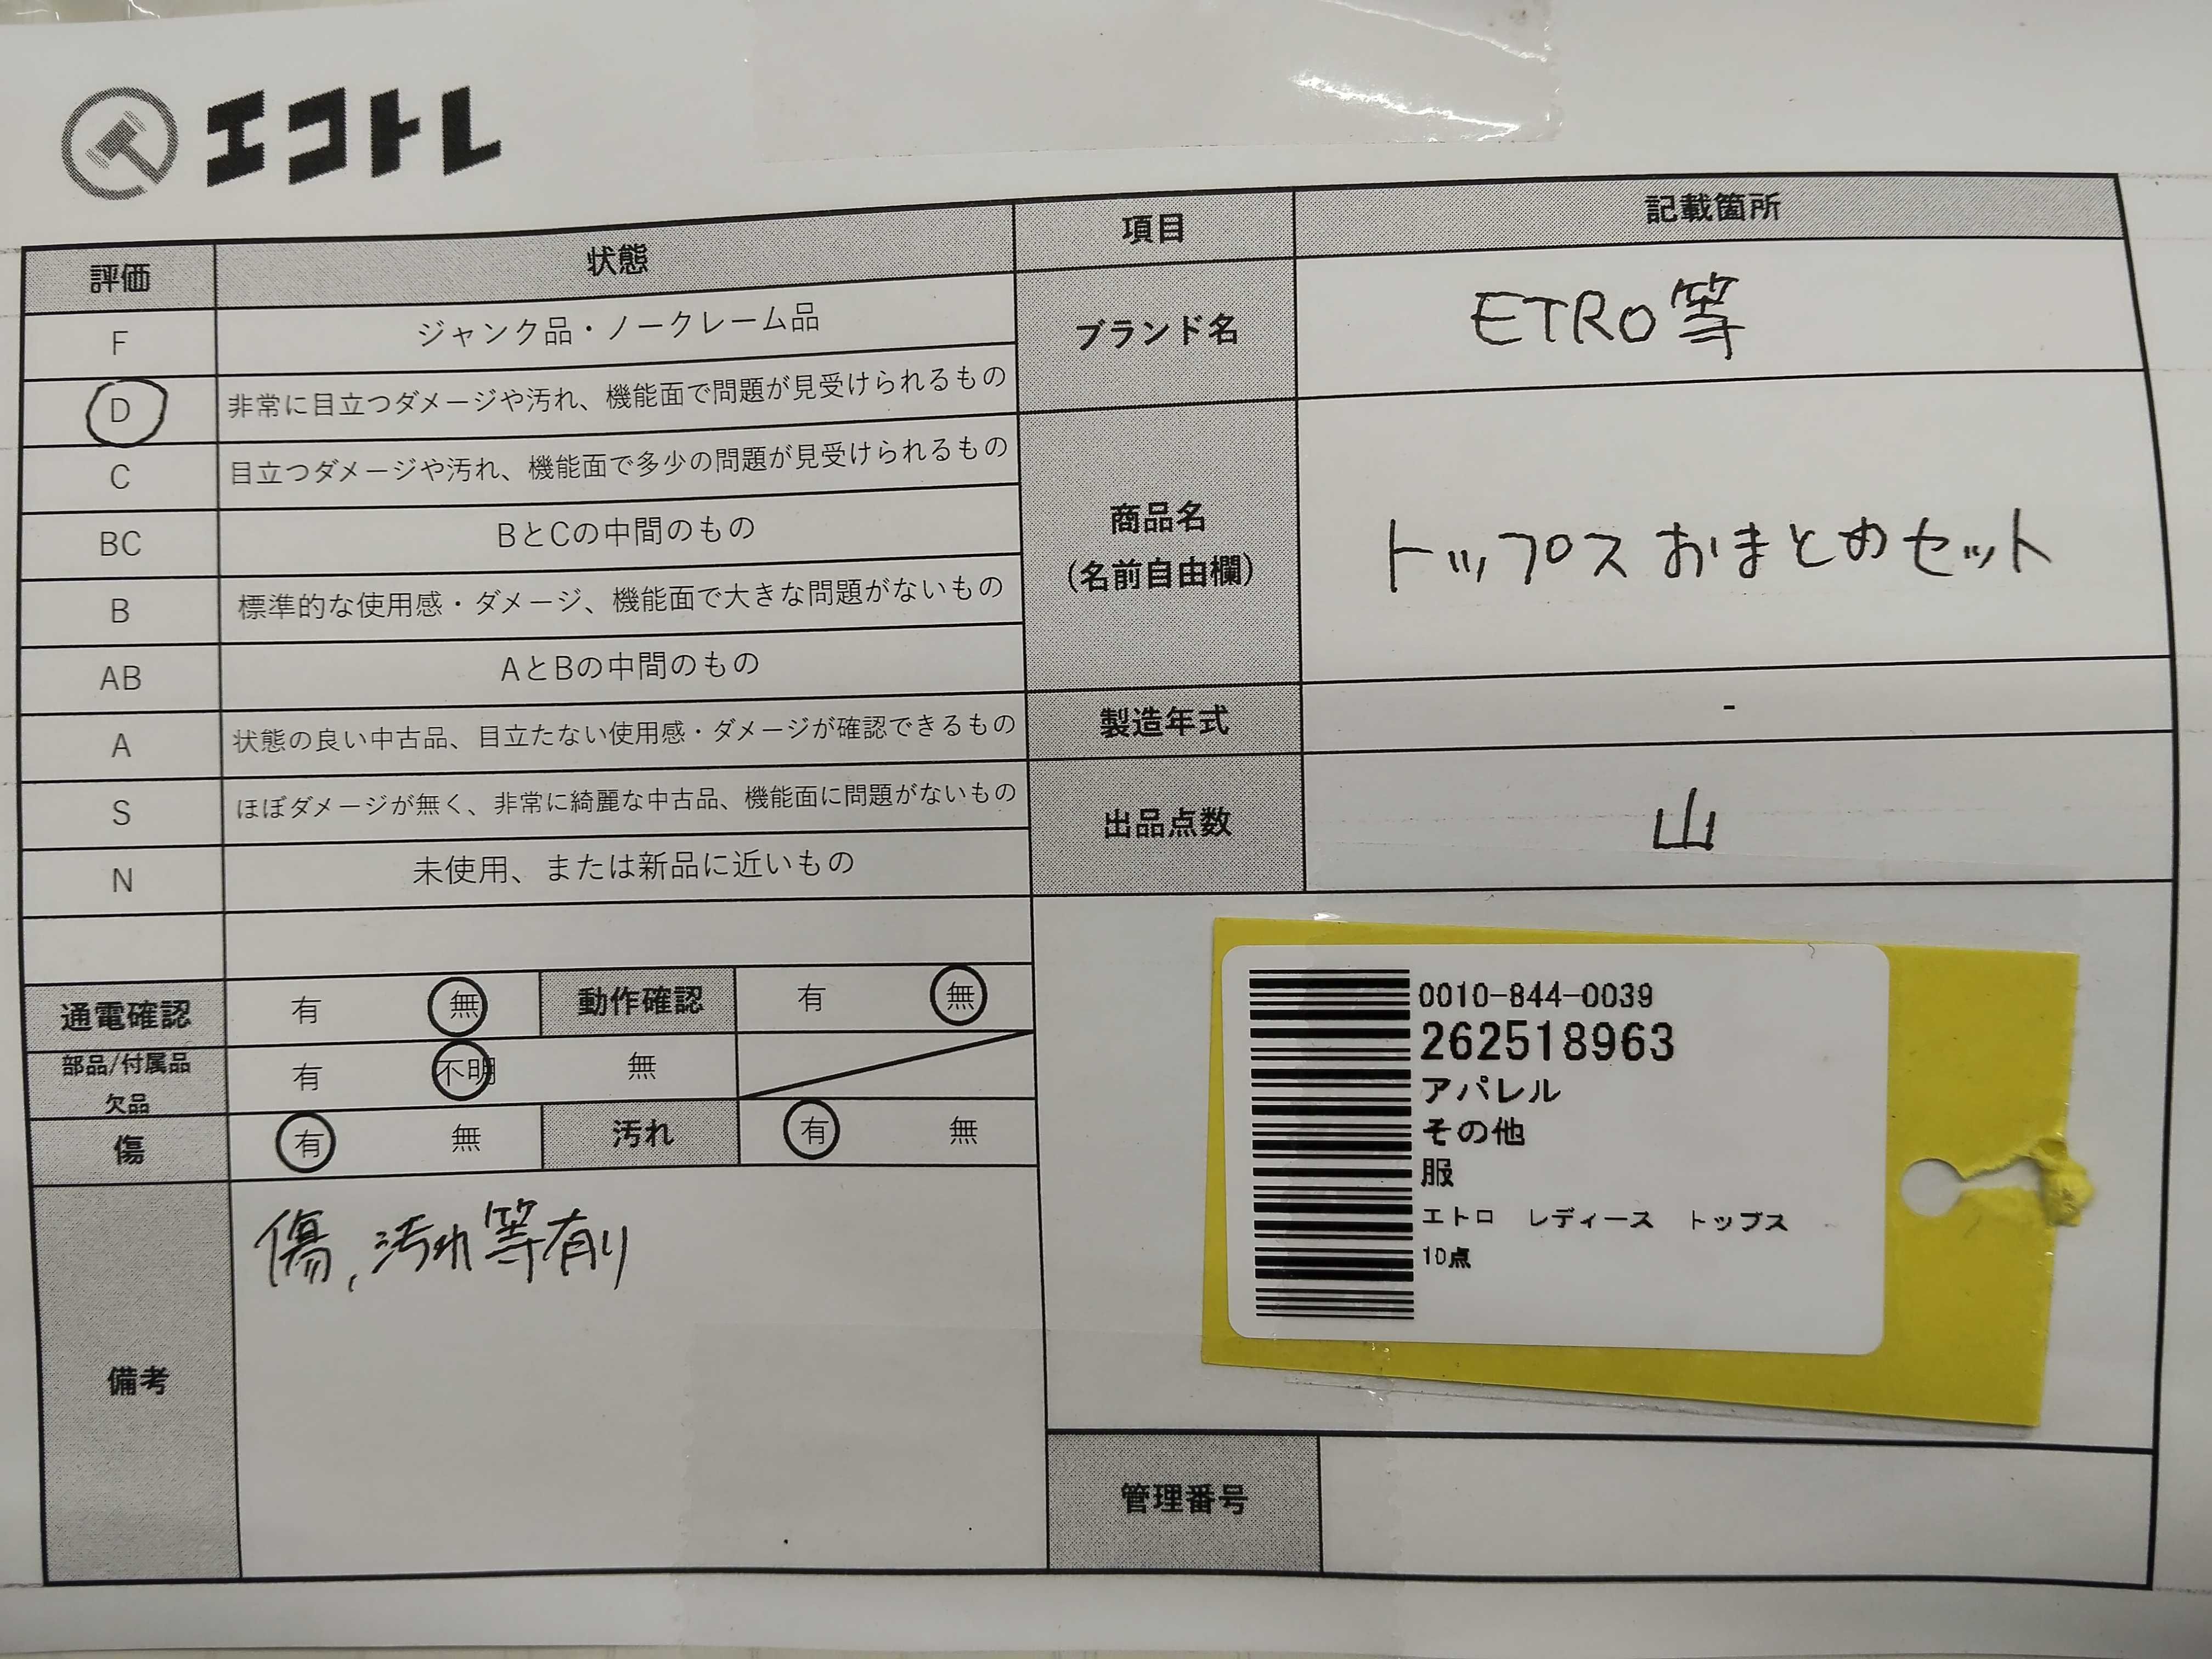 エコトレ
評価 状態 項目 記載箇所
F ジャンク品・ノークレーム品
D 非常に目立つダメージや汚れ、機能面で問題が見受けられるもの
C 目立つダメージや汚れ、機能面で多少の問題が見受けられるもの
BC BとCの中間のもの
B 標準的な使用感・ダメージ、機能面で大きな問題がないもの
AB AとBの中間のもの
A 状態の良い中古品、目立たない使用感・ダメージが確認できるもの
S ほぼダメージが無く、非常に綺麗な中古品、機能面に問題がないもの
N 未使用、または新品に近いもの
ブランド名 ETRO等
商品名
(名前自由欄)
トップスおまとめセット
製造年式 -
出品点数 山
通電確認 有 無 動作確認 有 無
部品/付属品
欠品
有 不明 無
傷 有 無 汚れ 有 無
備考
傷、汚れ等有り
0010-844-0039
262518963
アパレル
その他
服
エトロ レディース トップス
10点
管理番号